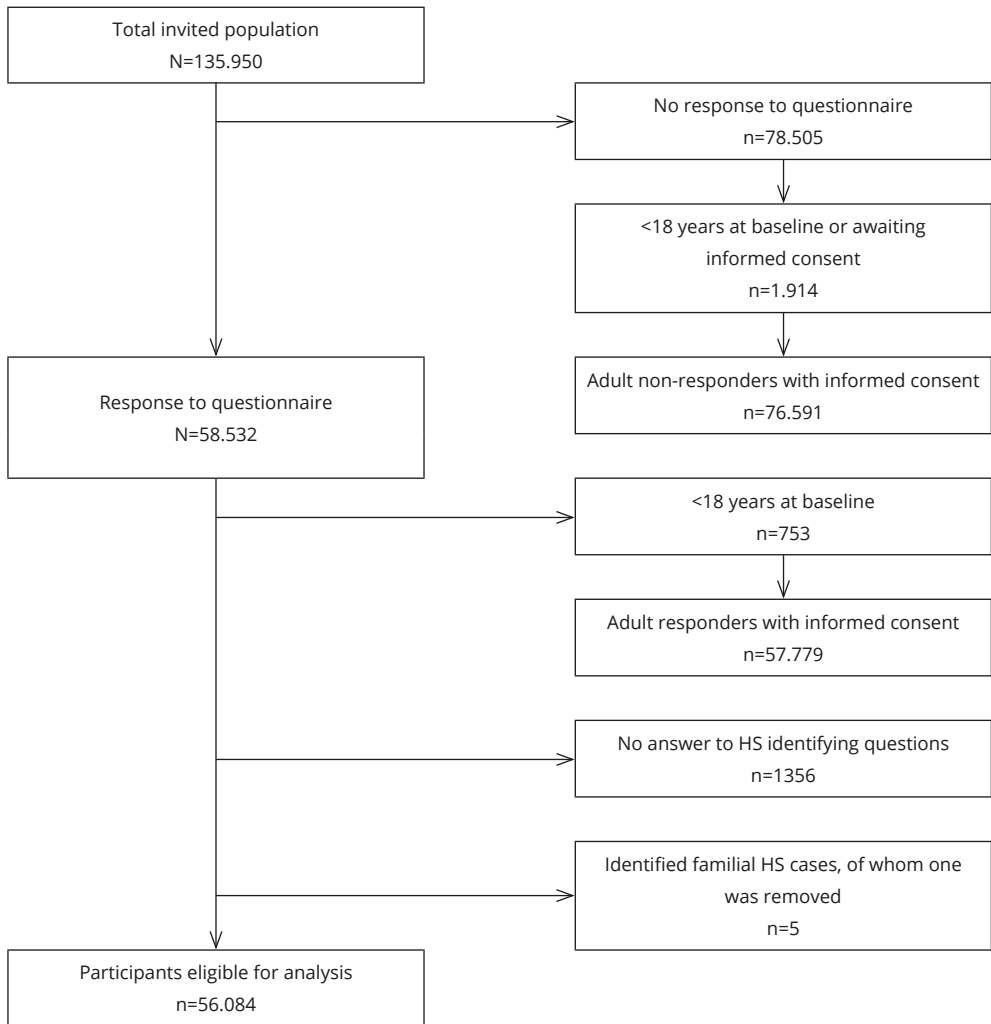 Total invited population
N=135.950
No response to questionnaire
n=78.505
<18 years at baseline or awaiting
informed consent
n=1.914
Adult non-responders with informed consent
n=76.591
Response to questionnaire
N=58.532
<18 years at baseline
n=753
Adult responders with informed consent
n=57.779
No answer to HS identifying questions
n=1356
Identified familial HS cases, of whom one
was removed
n=5
Participants eligible for analysis
n=56.084